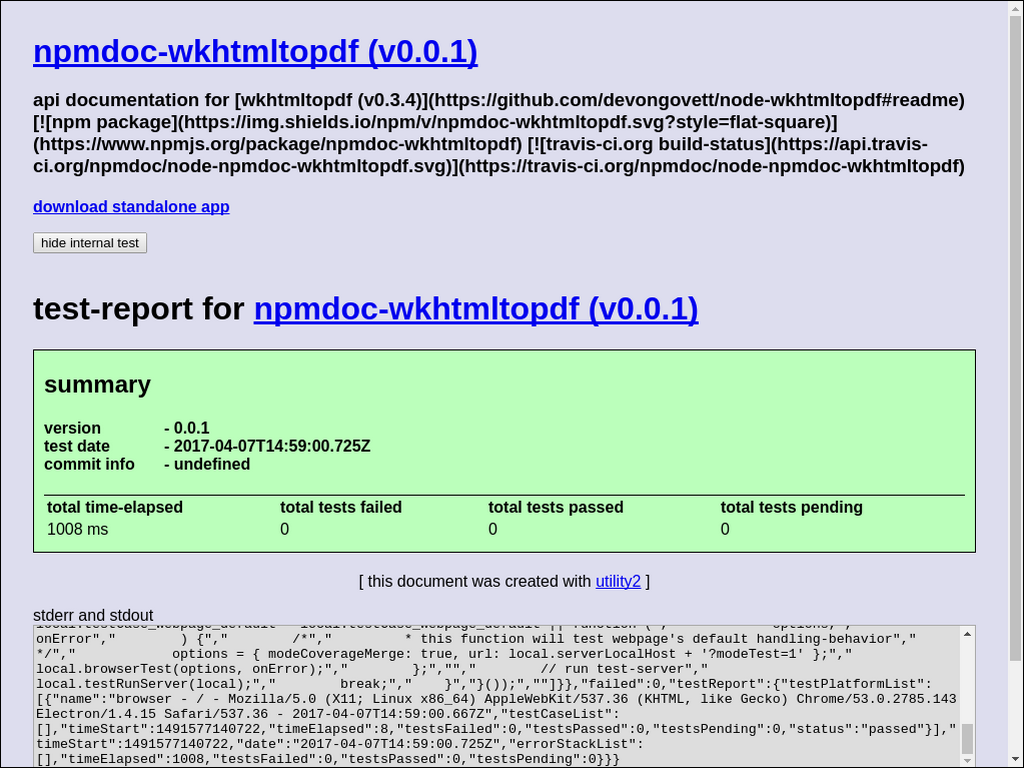 npmdoc-wkhtmltopdf (v0.0.1)
api documentation for [wkhtmltopdf (v0.3.4)](https://github.com/devongovett/node-wkhtmltopdf#readme)
[![npm package](https://img.shields.io/npm/v/npmdoc-wkhtmltopdf.svg?style=flat-square)]
(https://www.npmjs.org/package/npmdoc-wkhtmltopdf) [![travis-ci.org build-status](https://api.travis-
ci.org/npmdoc/node-npmdoc-wkhtmltopdf.svg)](https://travis-ci.org/npmdoc/node-npmdoc-wkhtmltopdf)
download standalone app
hide internal test
test-report for npmdoc-wkhtmltopdf (v0.0.1)
summary
version - 0.0.1
test date - 2017-04-07T14:59:00.725Z
commit info - undefined
total time-elapsed total tests failed total tests passed total tests pending
1008 ms 0 0 0
[ this document was created with utility2 ]
stderr and stdout
onError","        ) {","        /*","         * this function will test webpage's default handling-behavior","
*/","            options = { modeCoverageMerge: true, url: local.serverLocalHost + '?modeTest=1' };","
local.browserTest(options, onError);","        };","","        // run test-server","
local.testRunServer(local);","        break;","    }","}());",""]}},"failed":0,"testReport":{"testPlatformList":
[{"name":"browser - / - Mozilla/5.0 (X11; Linux x86_64) AppleWebKit/537.36 (KHTML, like Gecko) Chrome/53.0.2785.143
Electron/1.4.15 Safari/537.36 - 2017-04-07T14:59:00.667Z","testCaseList":
[],"timeStart":1491577140722,"timeElapsed":8,"testsFailed":0,"testsPassed":0,"testsPending":0,"status":"passed"}],"
timeStart":1491577140722,"date":"2017-04-07T14:59:00.725Z","errorStackList":
[],"timeElapsed":1008,"testsFailed":0,"testsPassed":0,"testsPending":0}}}